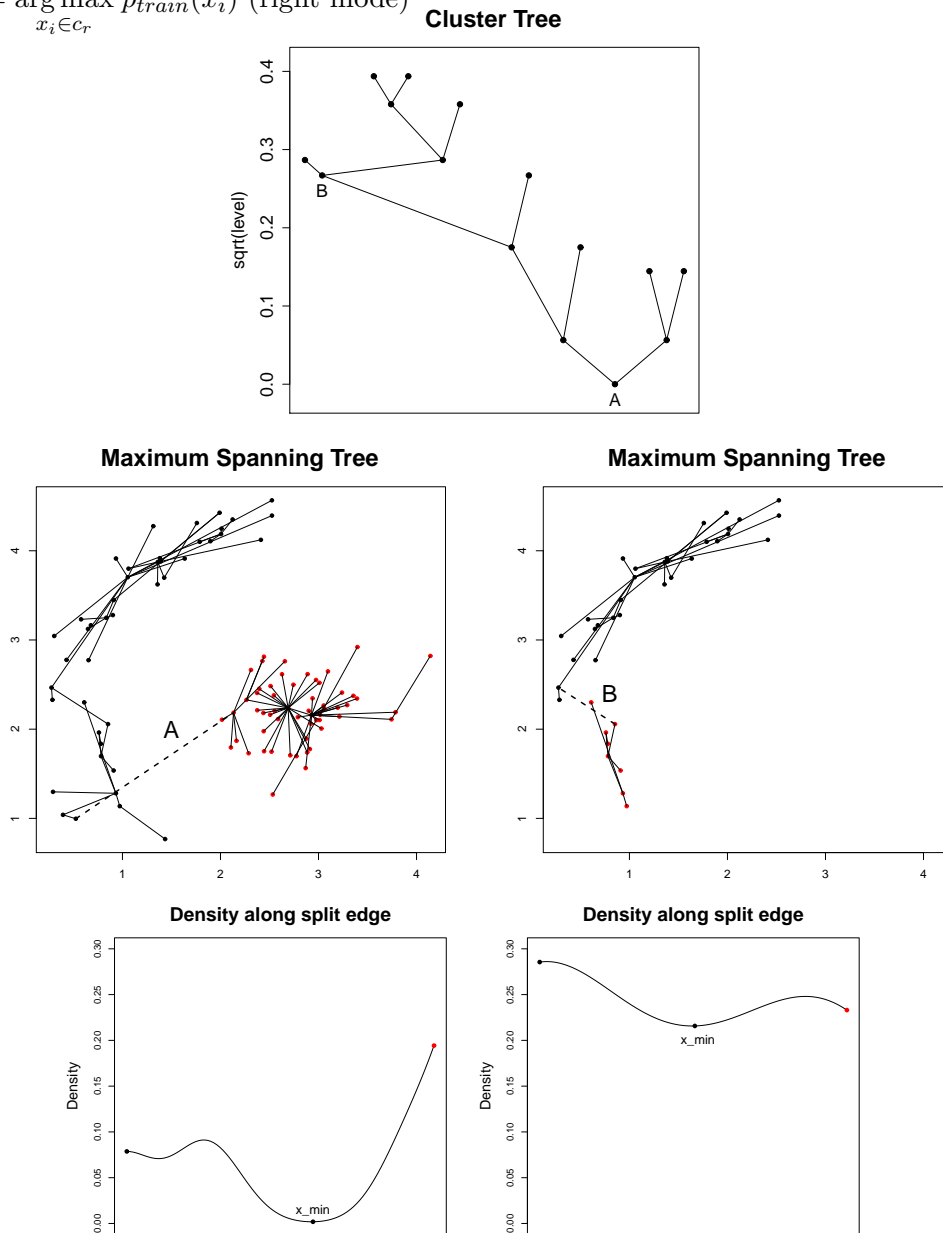 = arg max p_train(x_i) (right mode)
x_i∈c_r
Cluster Tree
sqrt(level)
0.4
0.3
0.2
0.1
0.0
B
A
Maximum Spanning Tree
4
3
2
1
A
1 2 3 4
Maximum Spanning Tree
4
3
2
1
B
1 2 3 4
Density along split edge
Density
0.30
0.25
0.20
0.15
0.10
0.05
0.00
x_min
Density along split edge
Density
0.30
0.25
0.20
0.15
0.10
0.05
0.00
x_min